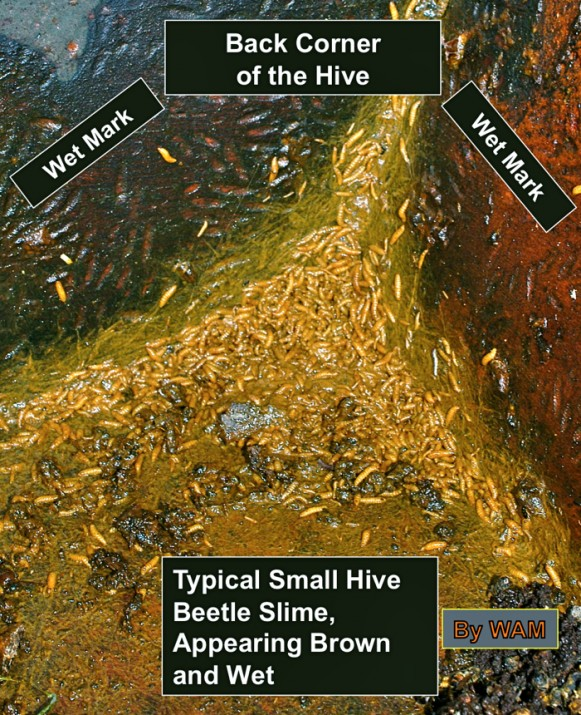 Back Corner
of the Hive
Wet Mark
Wet Mark
Typical Small Hive
Beetle Slime,
Appearing Brown
and Wet
By WAM